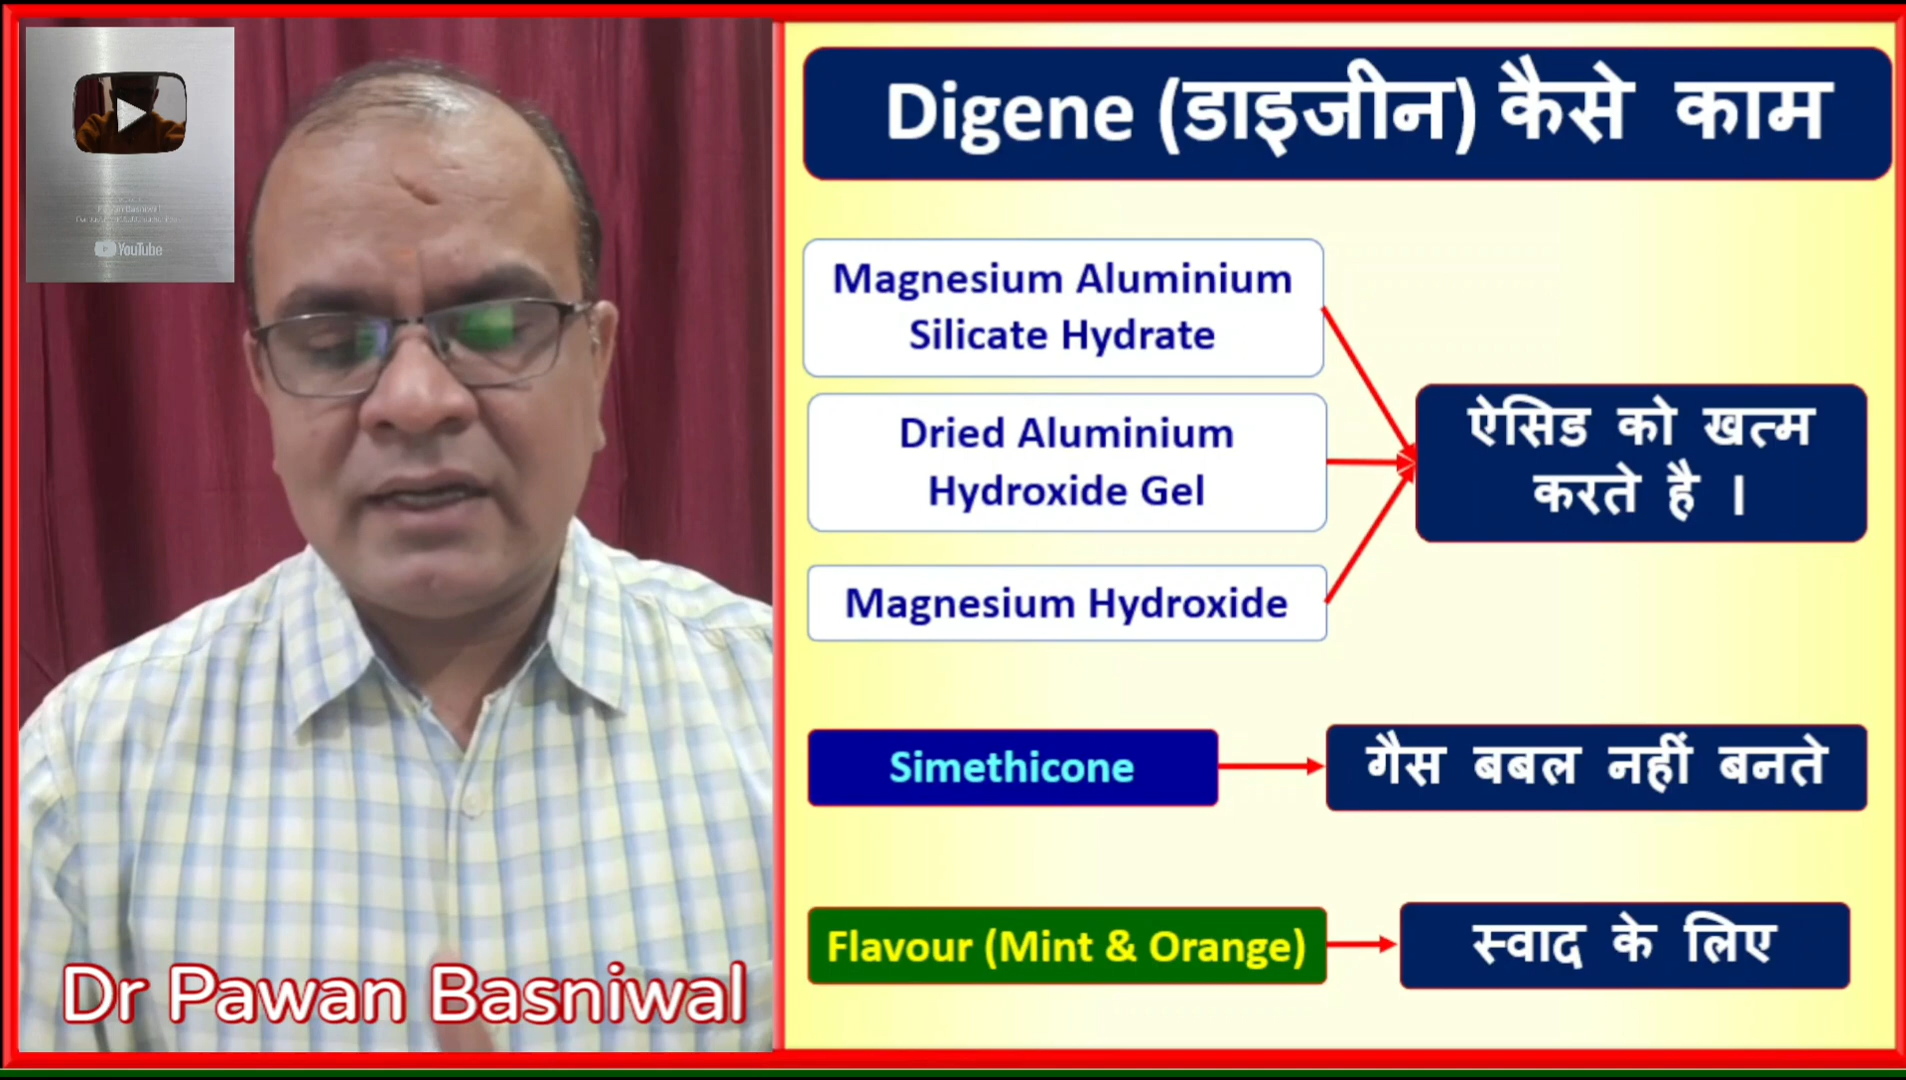 YouTube
Dr Pawan Basniwal
Digene (डाइजीन) कैसे काम
Magnesium Aluminium
Silicate Hydrate
Dried Aluminium
Hydroxide Gel
Magnesium Hydroxide
ऐसिड को खत्म
करते है ।
Simethicone
गैस बबल नहीं बनते
Flavour (Mint & Orange)
स्वाद के लिए